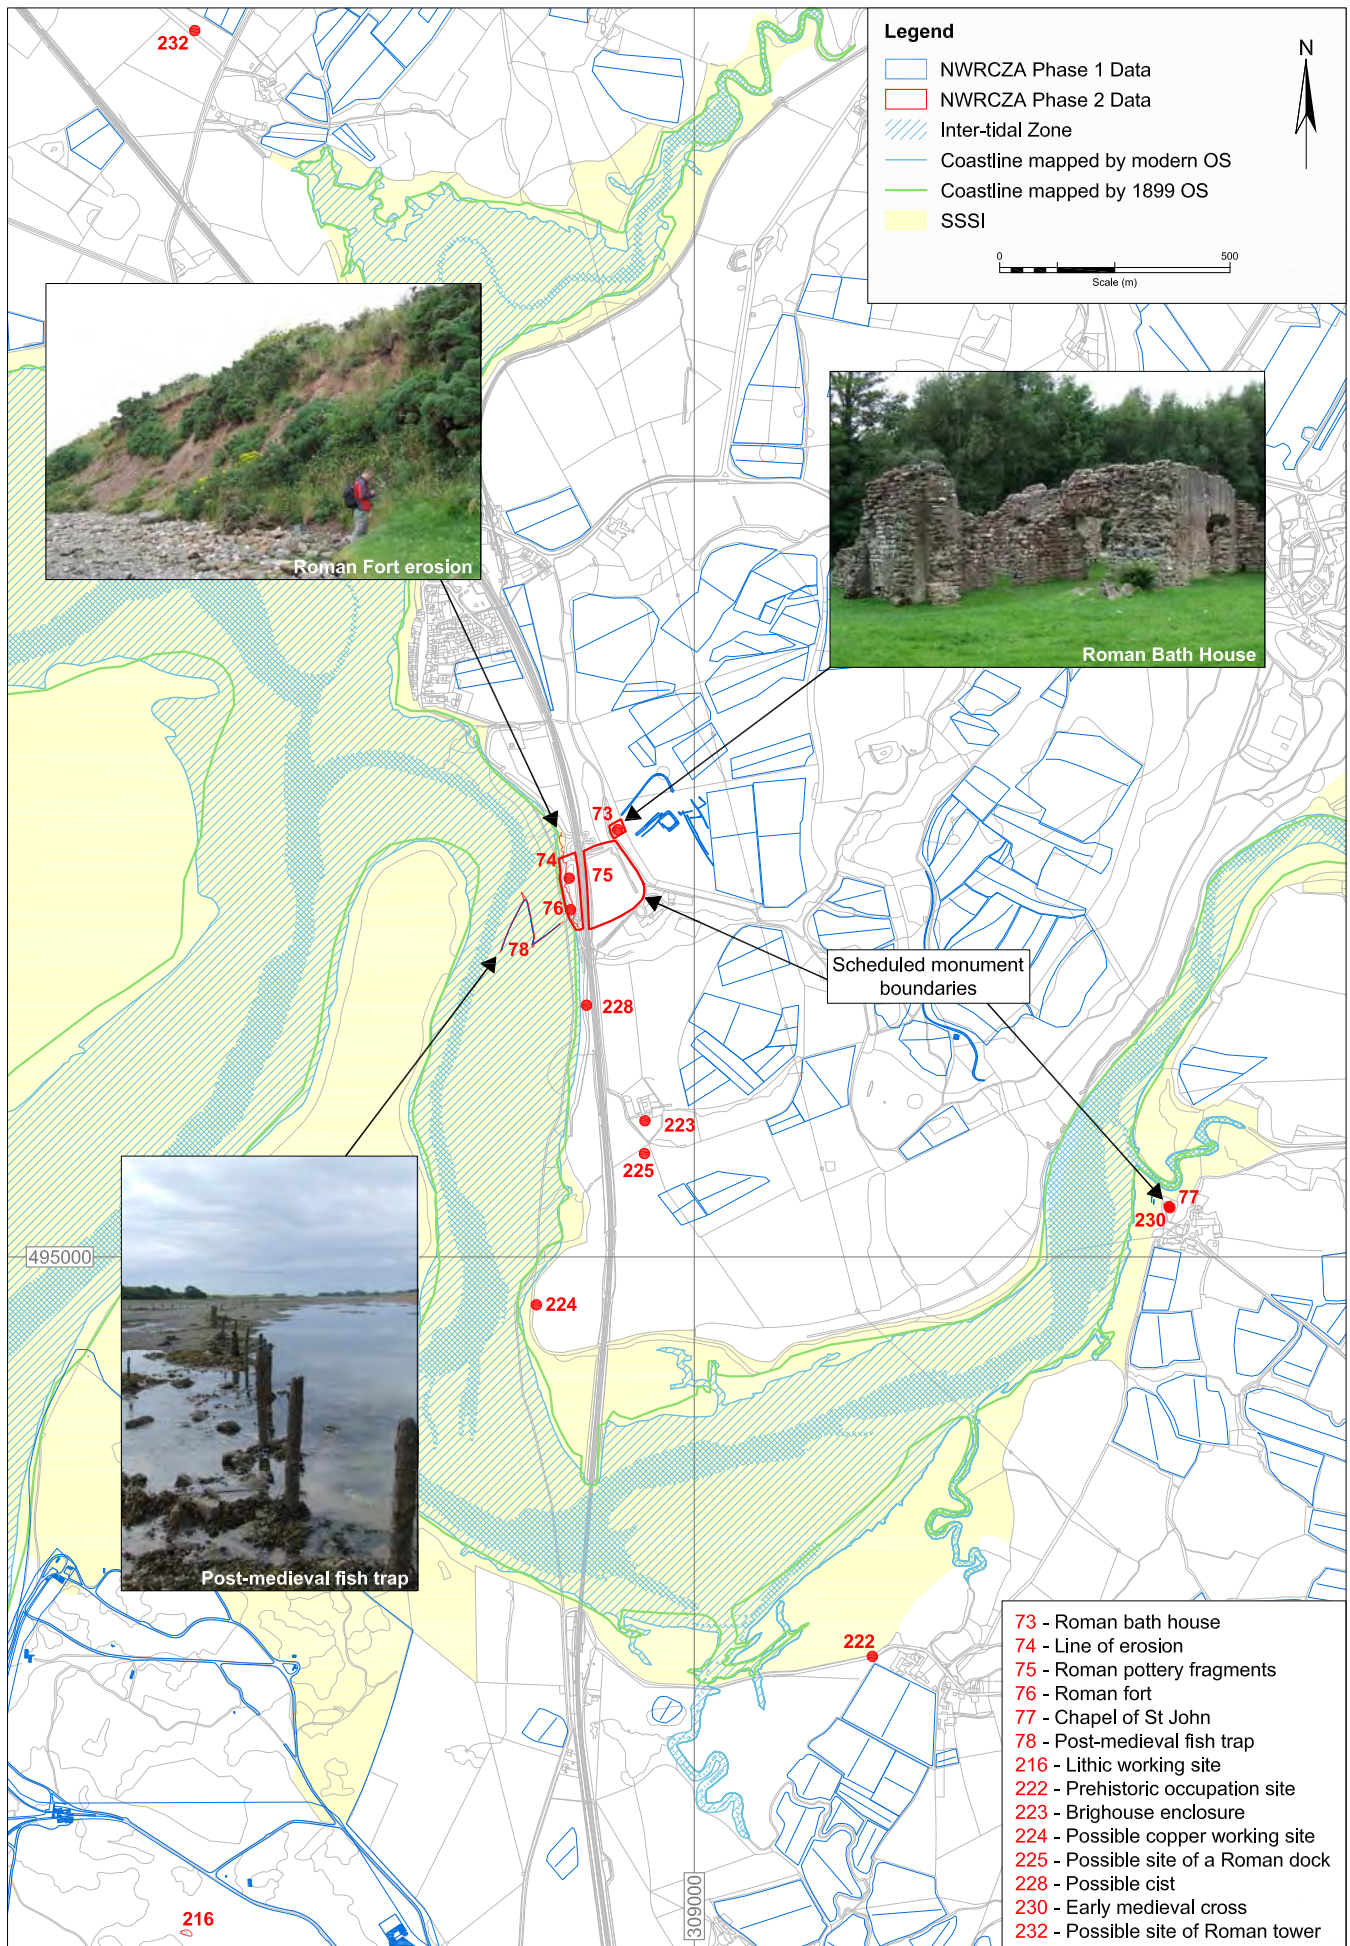 232
Legend
NWRCZA Phase 1 Data
NWRCZA Phase 2 Data
Inter-tidal Zone
Coastline mapped by modern OS
Coastline mapped by 1899 OS
SSSI
N
0
500
Scale (m)
Roman Fort erosion
Roman Bath House
73
74
75
76
78
Scheduled monument
boundaries
228
223
225
77
230
495000
224
Post-medieval fish trap
222
309000
216
73 - Roman bath house
74 - Line of erosion
75 - Roman pottery fragments
76 - Roman fort
77 - Chapel of St John
78 - Post-medieval fish trap
216 - Lithic working site
222 - Prehistoric occupation site
223 - Brighouse enclosure
224 - Possible copper working site
225 - Possible site of a Roman dock
228 - Possible cist
230 - Early medieval cross
232 - Possible site of Roman tower